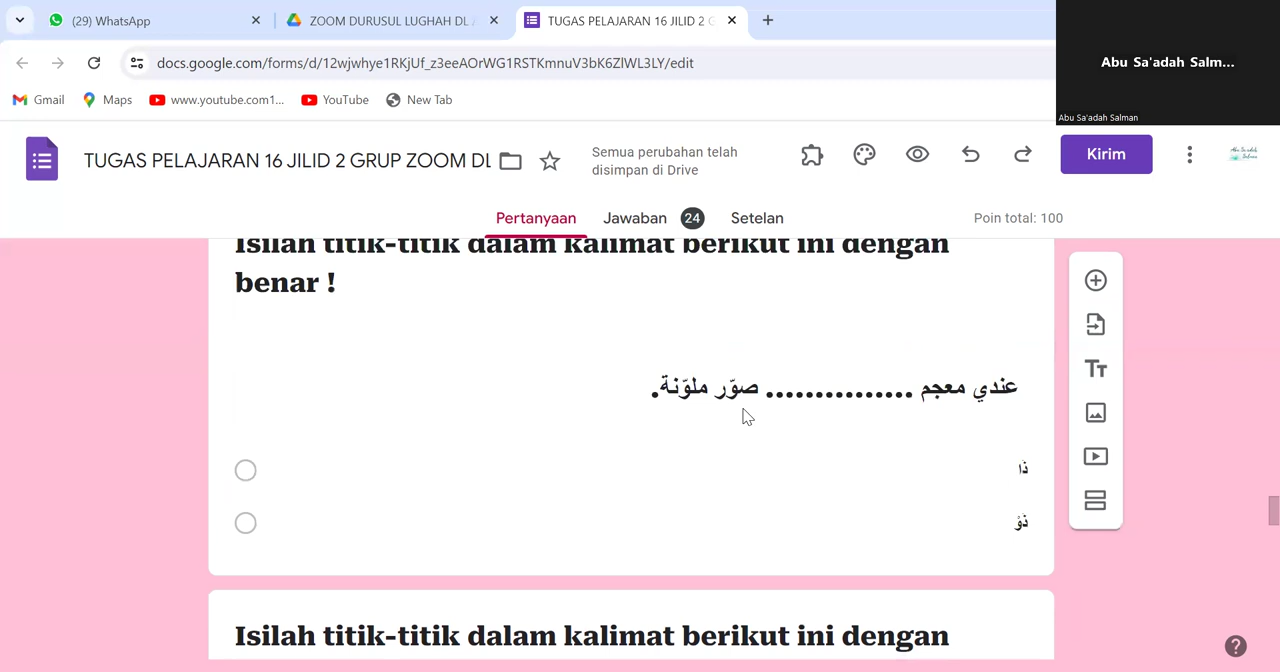 (29) WhatsApp
ZOOM DURUSUL LUGHAH DL
TUGAS PELAJARAN 16 JILID 2 G
docs.google.com/forms/d/12wjwhye1RKjUf_z3eeAOrWG1RSTKmnuV3bK6ZlWL3LY/edit
Gmail
Maps
www.youtube.com1...
YouTube
New Tab
Abu Sa'adah Salm...
Abu Sa'adah Salman
TUGAS PELAJARAN 16 JILID 2 GRUP ZOOM DL
Semua perubahan telah
disimpan di Drive
Kirim
Pertanyaan
Jawaban 24
Setelan
Poin total: 100
Isilah titik-titik dalam kalimat berikut ini dengan
benar !
عندي معجم ............... صوّر ملوّنة.
ذَا
ذُوْ
Isilah titik-titik dalam kalimat berikut ini dengan